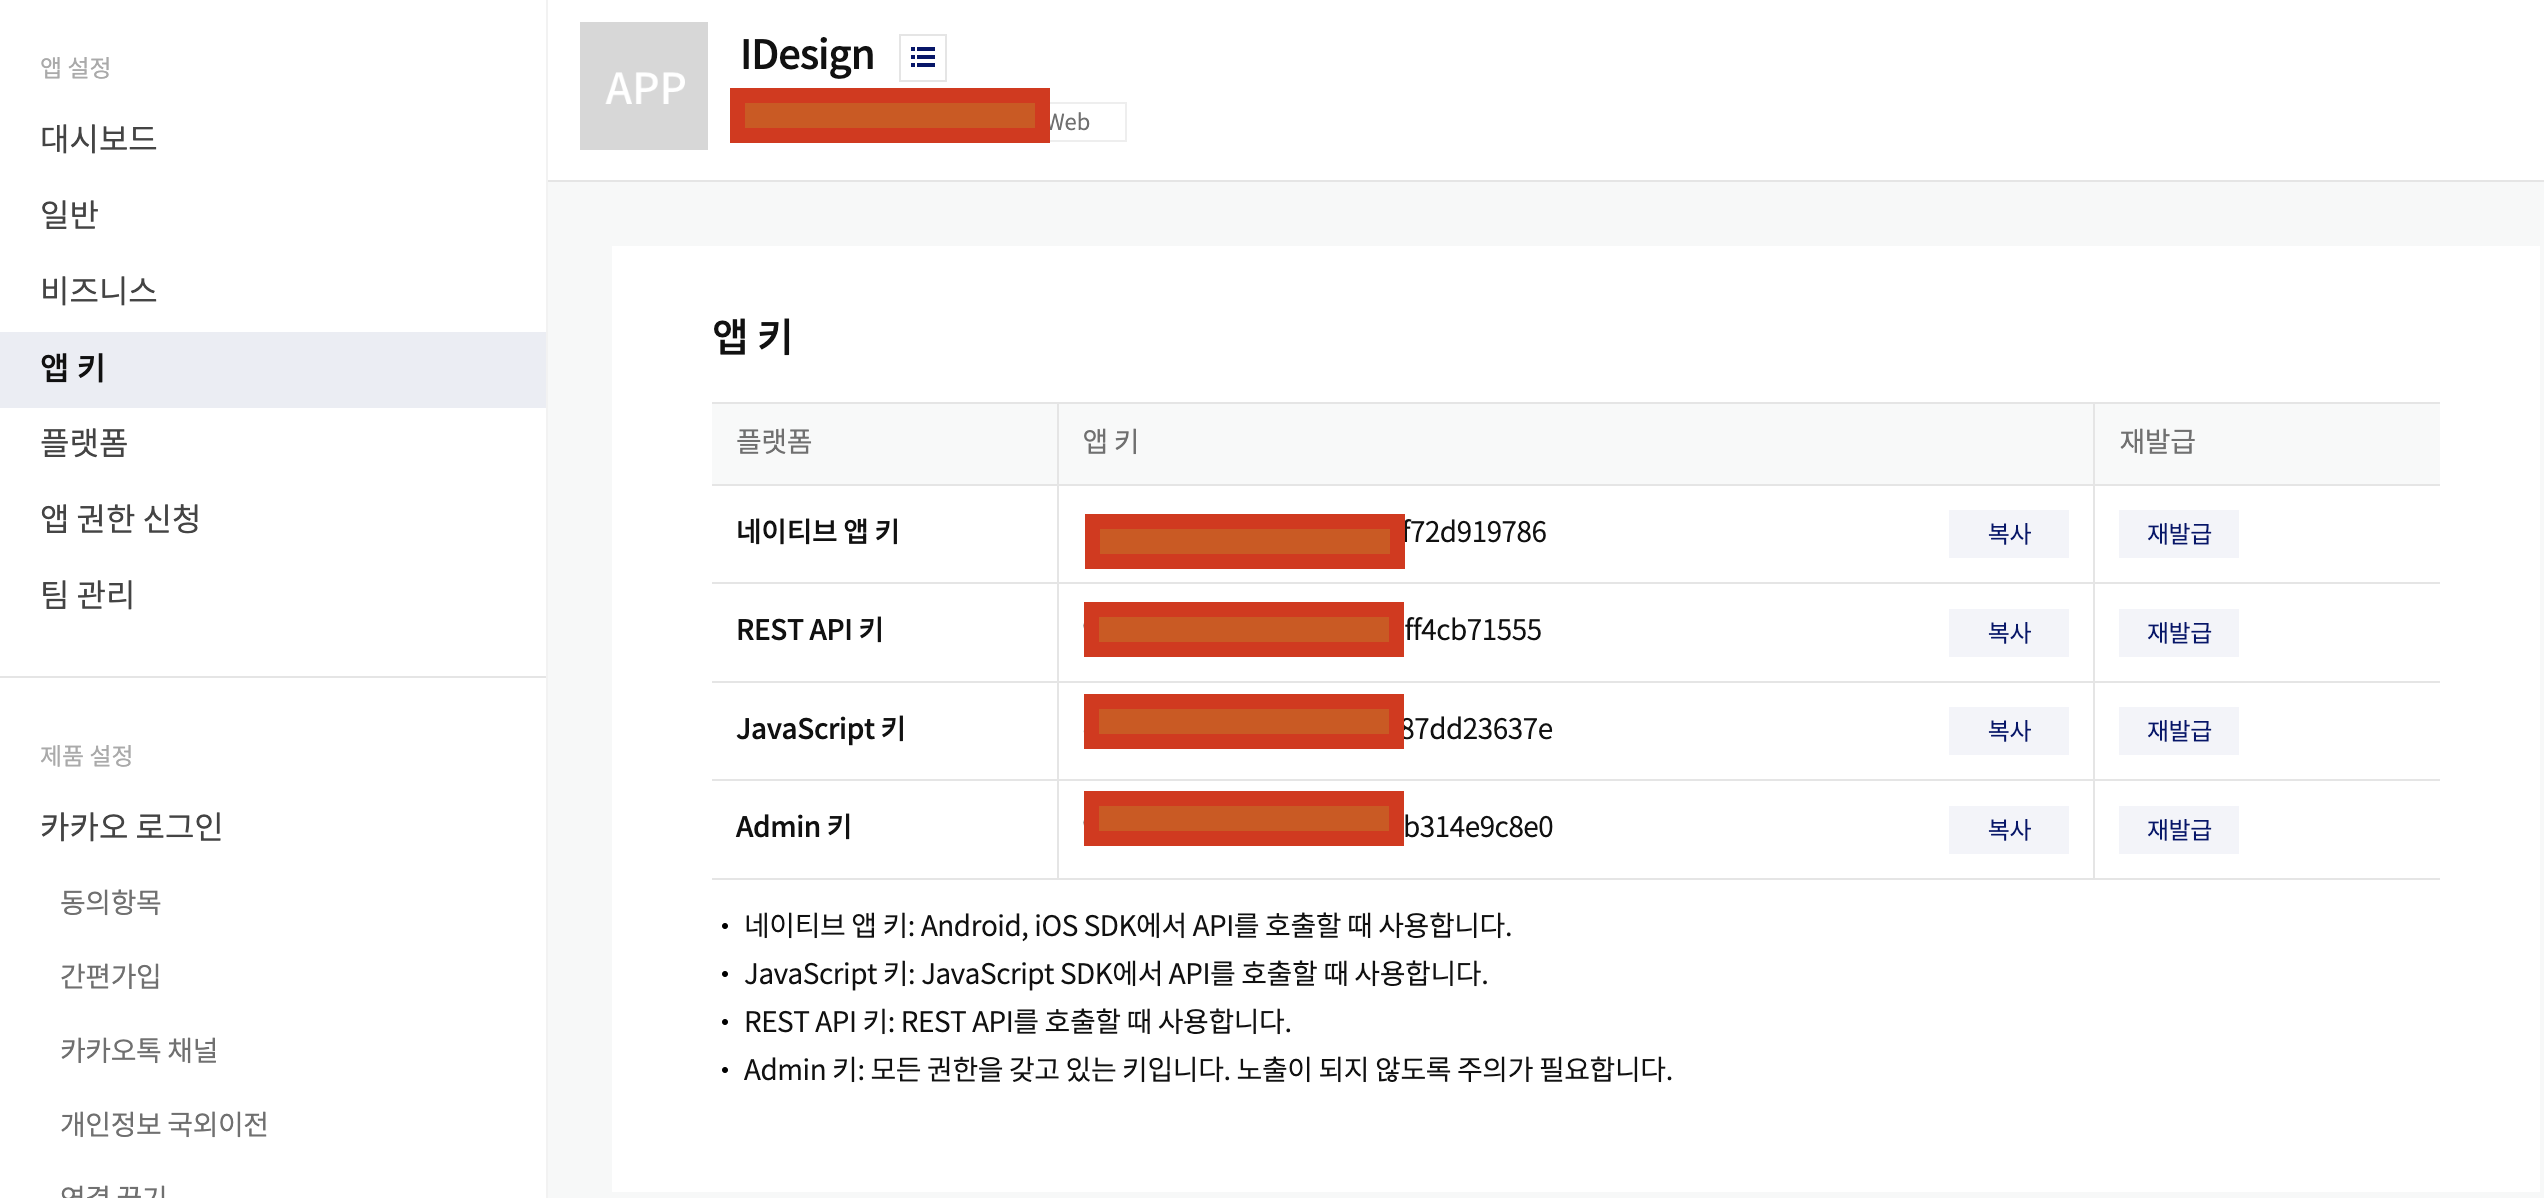 앱 설정
대시보드
일반
비즈니스
앱 키
플랫폼
앱 권한 신청
팀 관리
제품 설정
카카오 로그인
동의항목
간편가입
카카오톡 채널
개인정보 국외이전
APP
IDesign
Web
앱 키
플랫폼 앱 키 재발급
네이티브 앱 키 f72d919786 복사 재발급
REST API 키 ff4cb71555 복사 재발급
JavaScript 키 87dd23637e 복사 재발급
Admin 키 b314e9c8e0 복사 재발급
• 네이티브 앱 키: Android, iOS SDK에서 API를 호출할 때 사용합니다.
• JavaScript 키: JavaScript SDK에서 API를 호출할 때 사용합니다.
• REST API 키: REST API를 호출할 때 사용합니다.
• Admin 키: 모든 권한을 갖고 있는 키입니다. 노출이 되지 않도록 주의가 필요합니다.